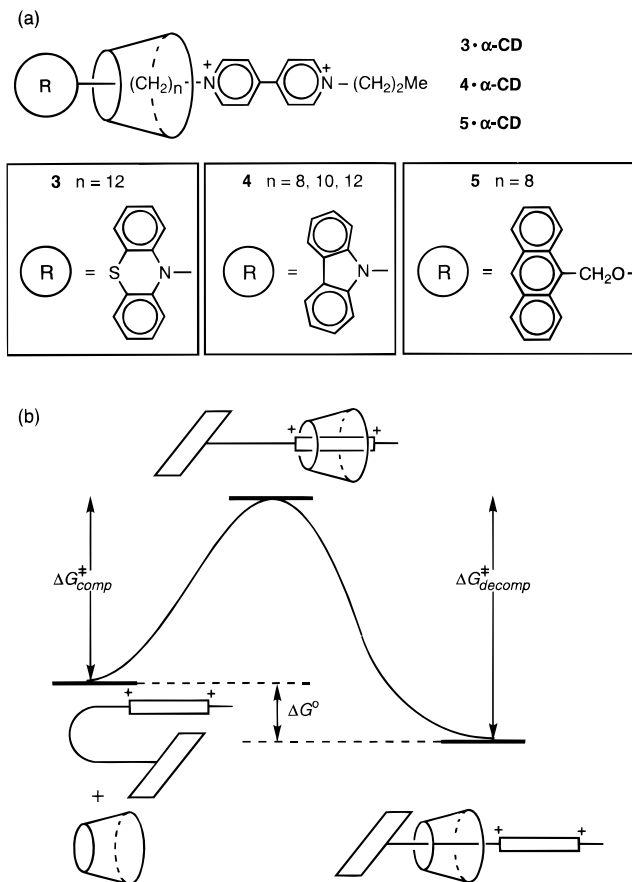 (a)
3 • α-CD
R (CH2)n N+ N+ – (CH2)2Me
4 • α-CD
5 • α-CD
3 n = 12
4 n = 8, 10, 12
5 n = 8
R = S N
R = N
R = CH2O
(b)
+ +
ΔG‡comp
ΔG‡decomp
+ +
ΔG°
+
+ +